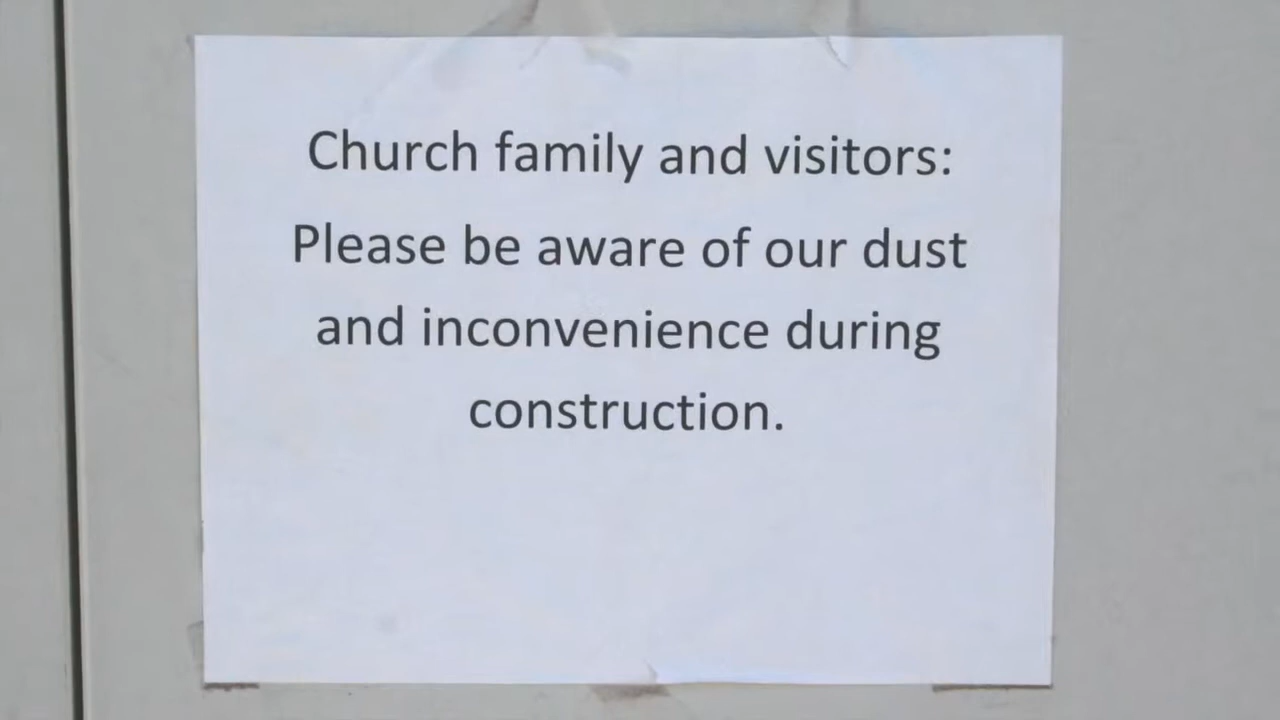 Church family and visitors:
Please be aware of our dust
and inconvenience during
construction.